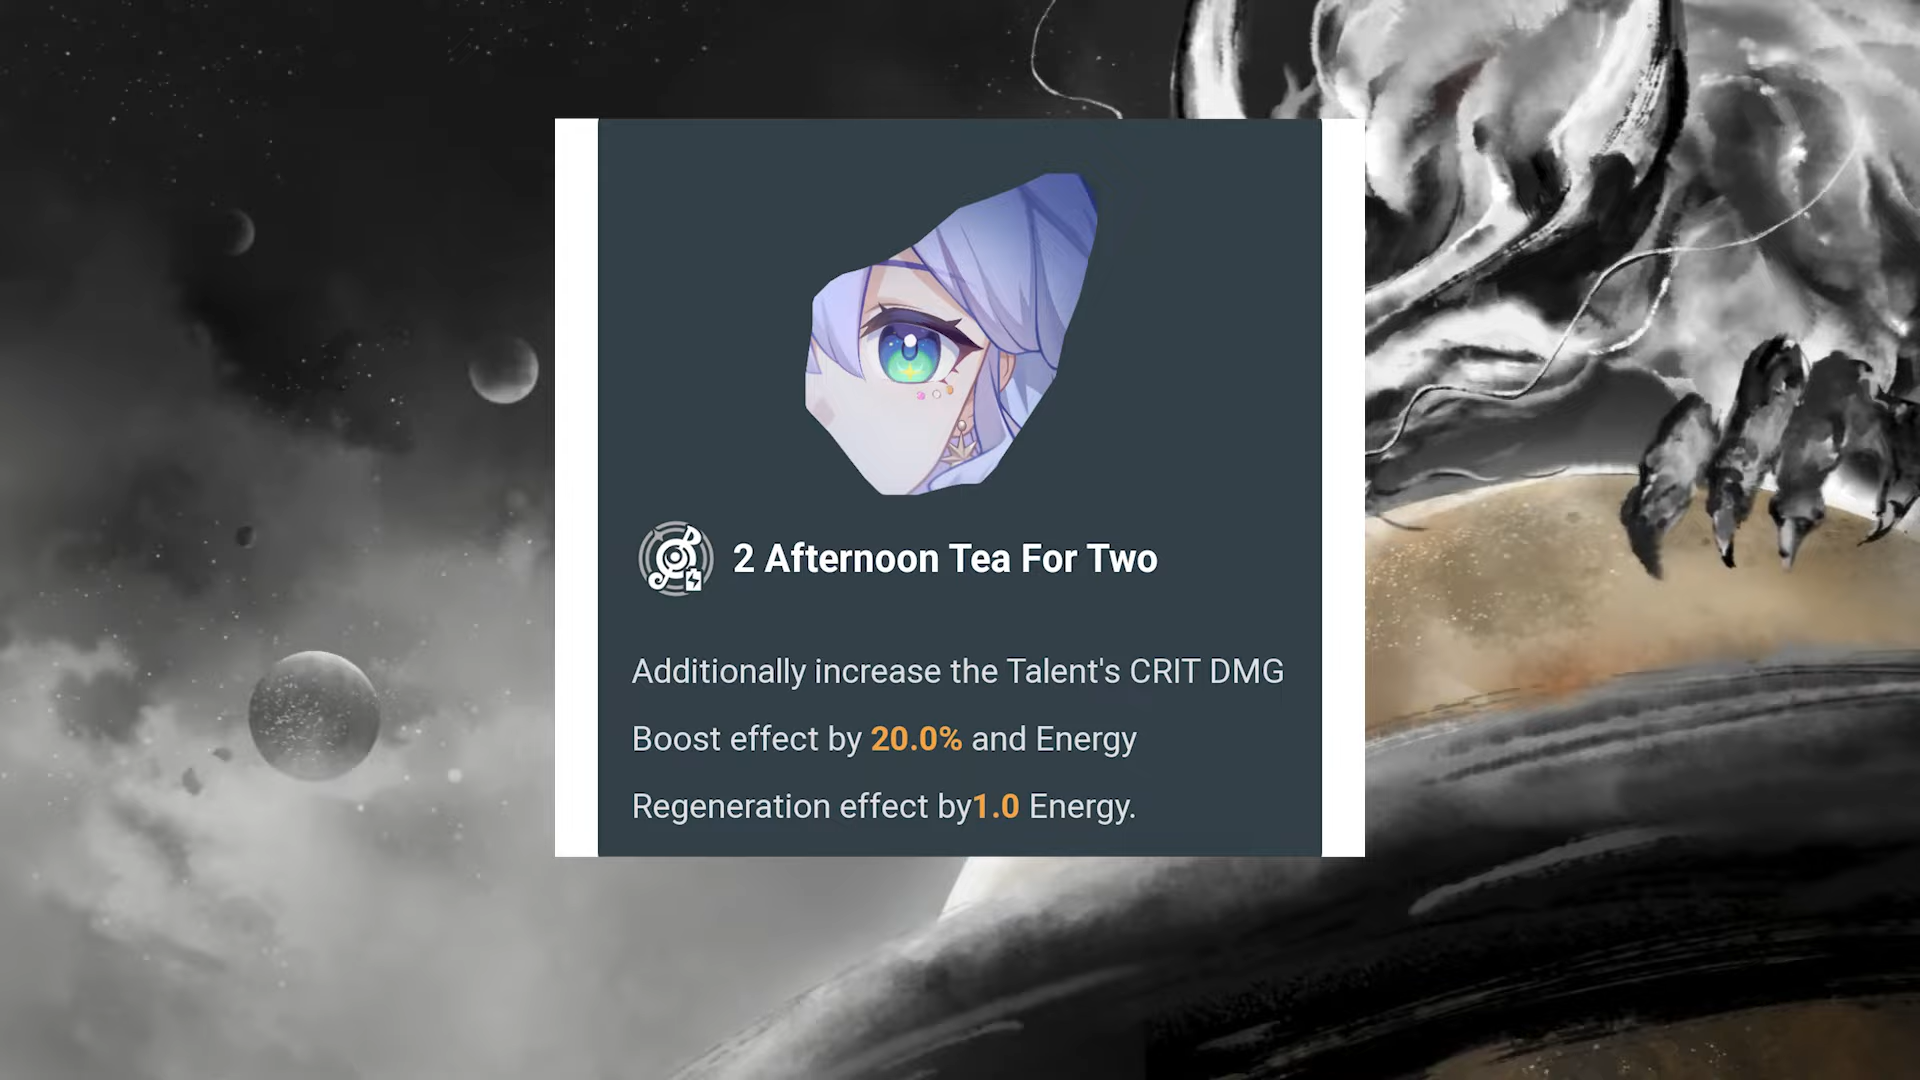 2 Afternoon Tea For Two
Additionally increase the Talent's CRIT DMG
Boost effect by 20.0% and Energy
Regeneration effect by1.0 Energy.